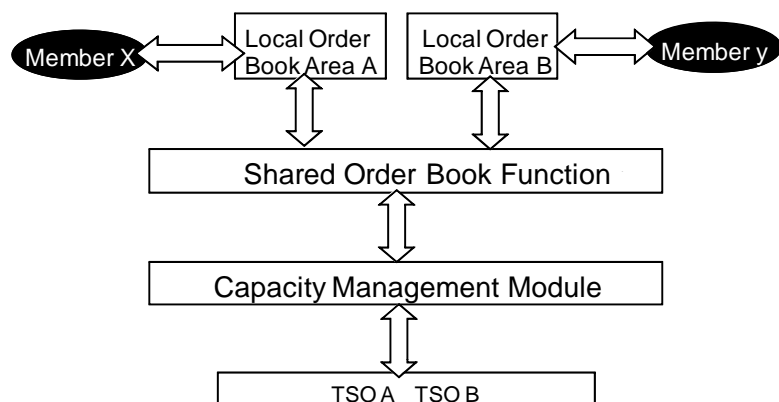 Member X
Local Order
Book Area A
Local Order
Book Area B
Member y
Shared Order Book Function
Capacity Management Module
TSO A TSO B